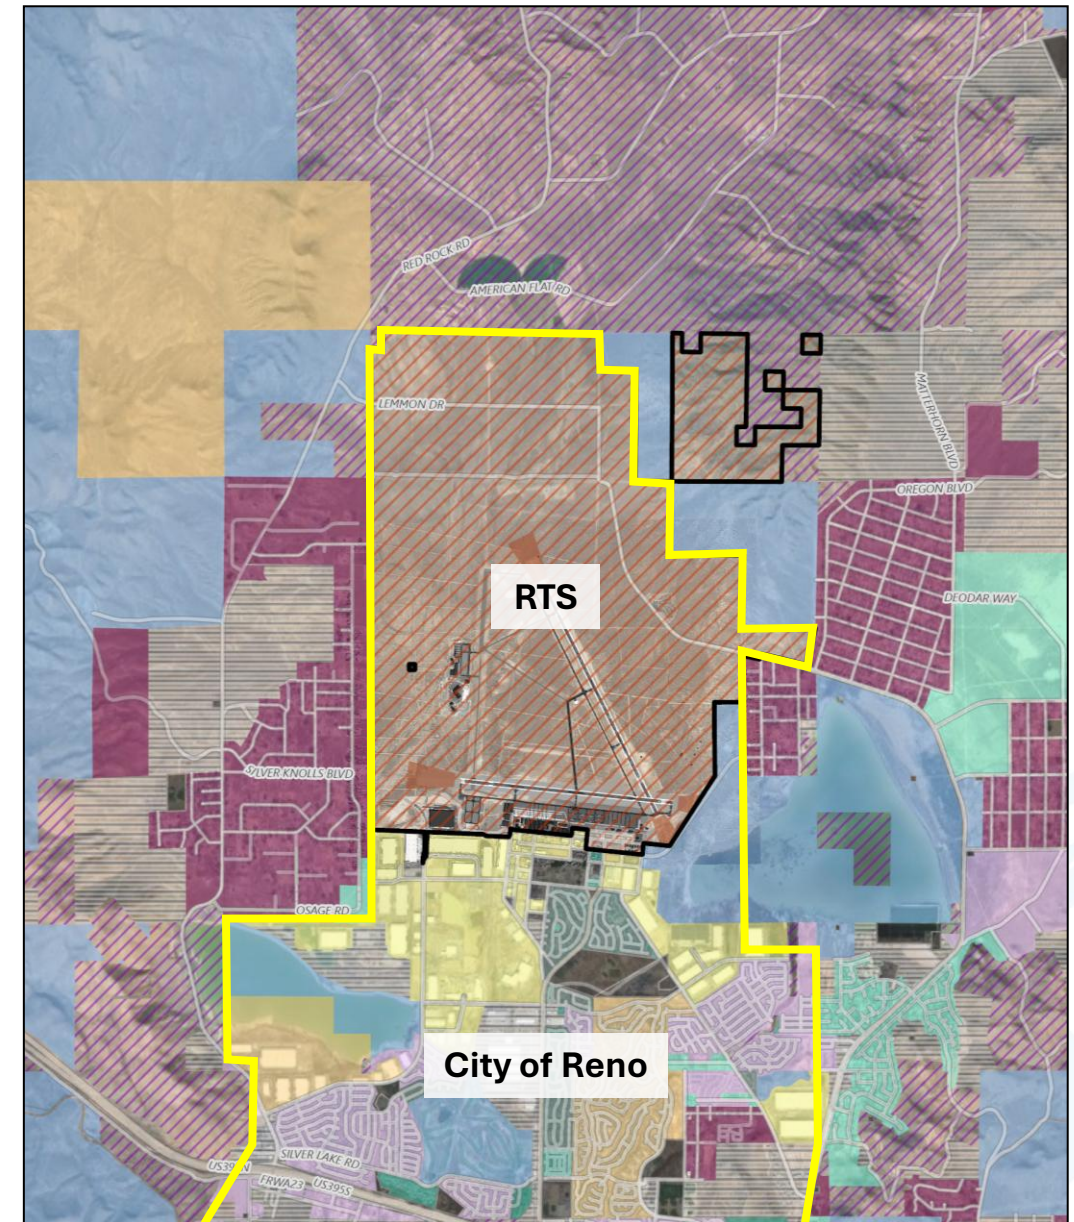 RED ROCK RD
AMERICAN FLAT RD
LEMMON DR
MATTERHORN BLVD
OREGON BLVD
RTS
DEODAR WAY
SILVER KNOLLS BLVD
OSAGE RD
City of Reno
SILVER LAKE RD
US395N
FRWA23
US395S